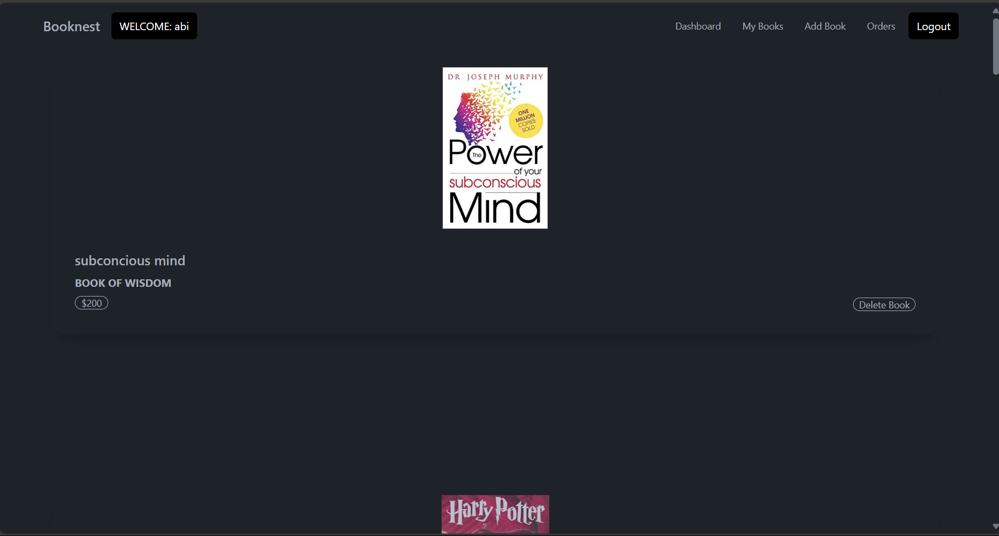 Booknest WELCOME: abi Dashboard My Books Add Book Orders Logout
DR JOSEPH MURPHY
ONE
MILLION
COPIES
SOLD
The Power
of your
subconscious
Mind
subconcious mind
BOOK OF WISDOM
$200
Delete Book
Harry Potter